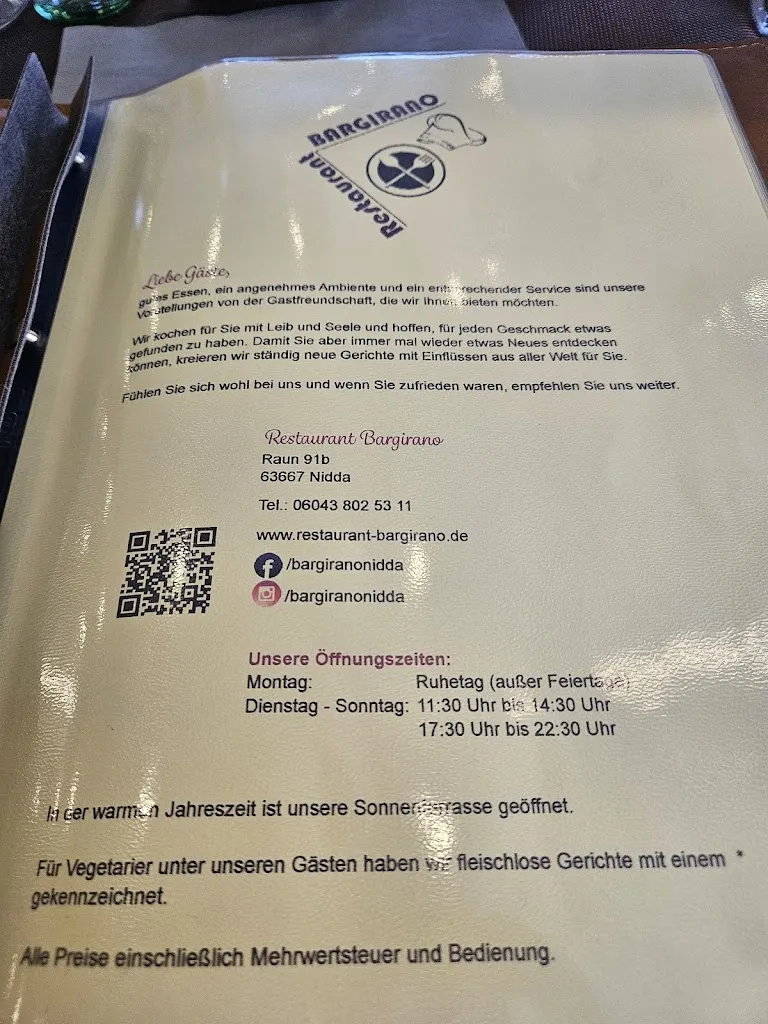 Restaurant BARGIRANO
Liebe Gäste,
gutes Essen, ein angenehmes Ambiente und ein entsprechender Service sind unsere
Vorstellungen von der Gastfreundschaft, die wir Ihnen bieten möchten.
Wir kochen für Sie mit Leib und Seele und hoffen, für jeden Geschmack etwas
gefunden zu haben. Damit Sie aber immer mal wieder etwas Neues entdecken
können, kreieren wir ständig neue Gerichte mit Einflüssen aus aller Welt für Sie.
Fühlen Sie sich wohl bei uns und wenn Sie zufrieden waren, empfehlen Sie uns weiter.
Restaurant Bargirano
Raun 91b
63667 Nidda
Tel.: 06043 802 53 11
www.restaurant-bargirano.de
/bargiranonidda
/bargiranonidda
Unsere Öffnungszeiten:
Montag: Ruhetag (außer Feiertage)
Dienstag - Sonntag: 11:30 Uhr bis 14:30 Uhr
17:30 Uhr bis 22:30 Uhr
In der warmen Jahreszeit ist unsere Sonnenterrasse geöffnet.
Für Vegetarier unter unseren Gästen haben wir fleischlose Gerichte mit einem *
gekennzeichnet.
Alle Preise einschließlich Mehrwertsteuer und Bedienung.